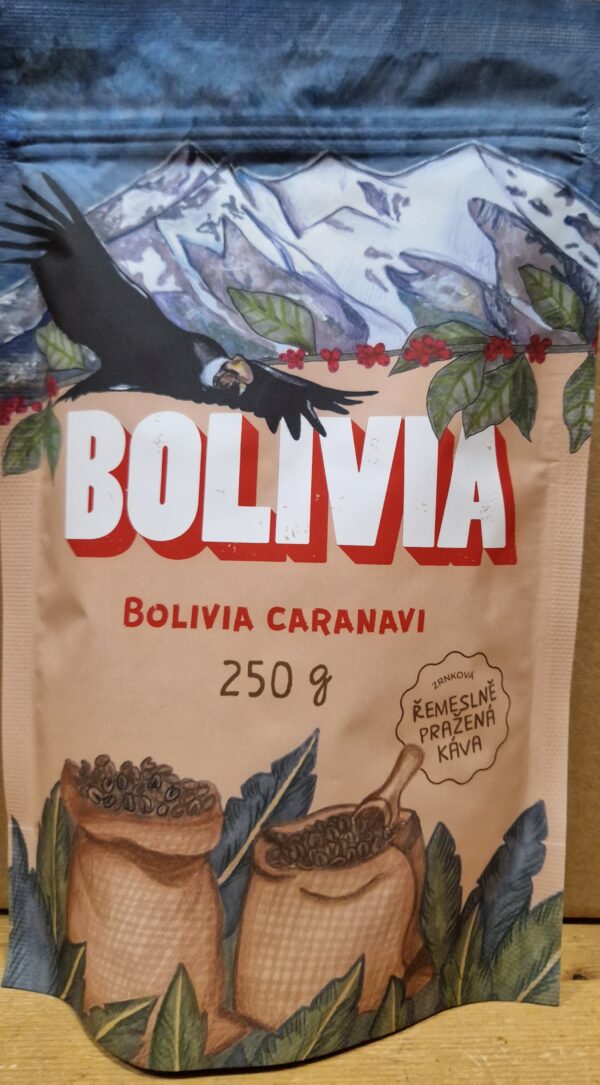 BOLIVIA
BOLIVIA CARANAVI
250 g
ZRNKOVÁ
ŘEMESLNĚ
PRAŽENÁ
KÁVA